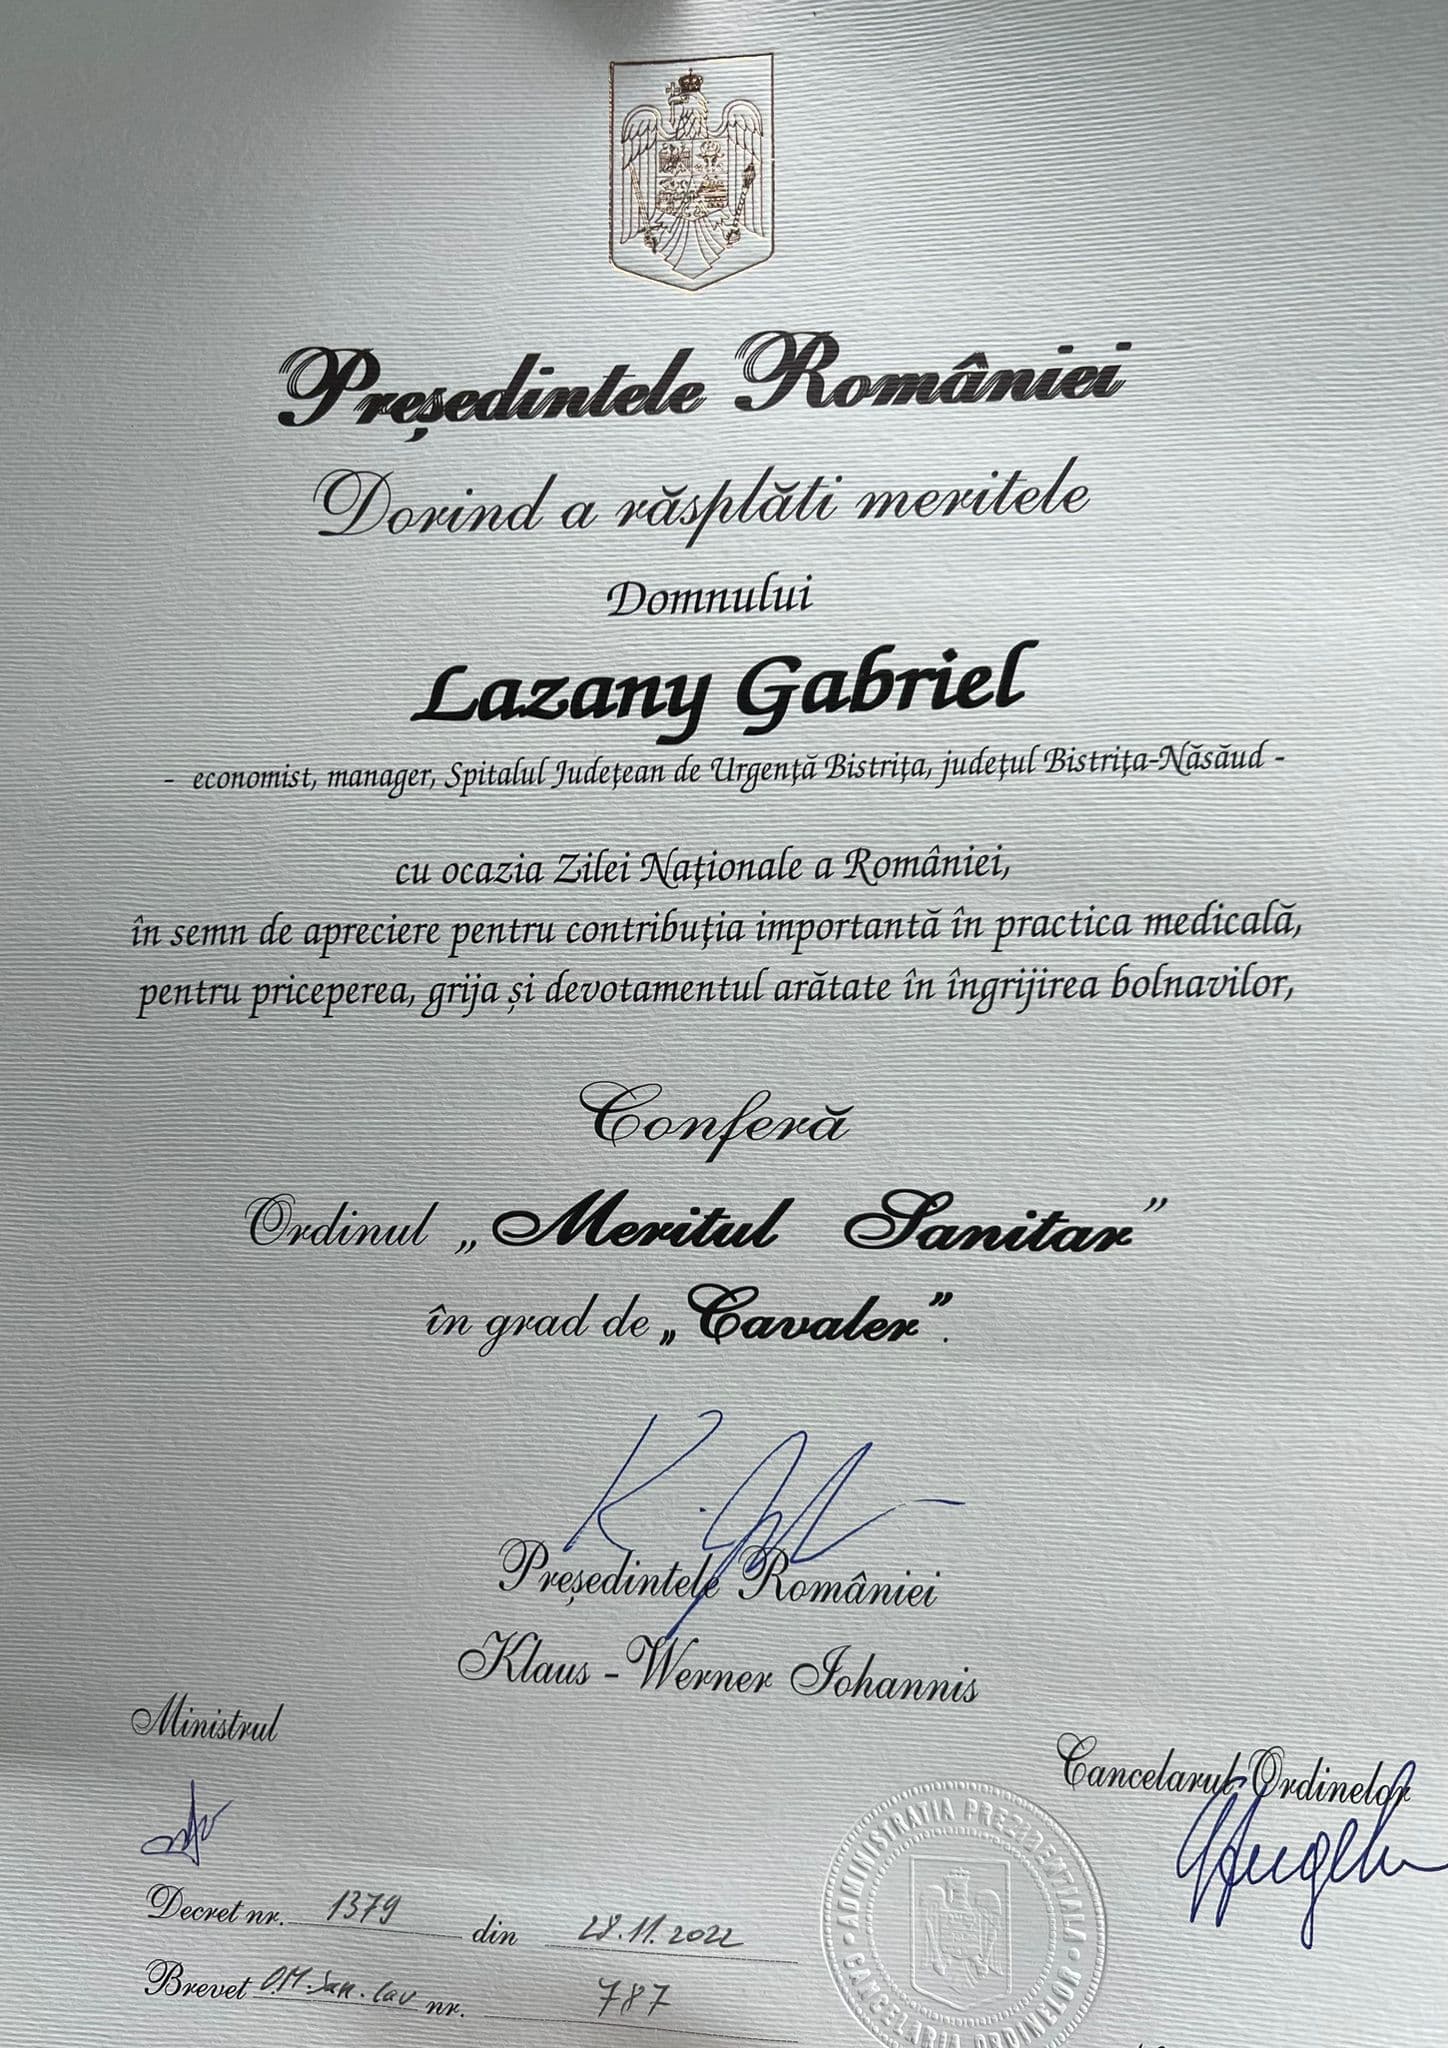 Președintele României
Dorind a răsplăti meritele
Domnului
Lazany Gabriel
- economist, manager, Spitalul Județean de Urgență Bistrița, județul Bistrița-Năsăud -
cu ocazia Zilei Naționale a României,
în semn de apreciere pentru contribuția importantă în practica medicală,
pentru priceperea, grija și devotamentul arătate în îngrijirea bolnavilor,
Conferă
Ordinul „Meritul Sanitar”
în grad de „Cavaler”.
Președintele României
Klaus - Werner Iohannis
Ministrul
Cancelarul Ordinelor
Decret nr. 1379 din 28.11.2022
Brevet O.M.San. Cav nr. 787
ADMINISTRAȚIA PREZIDENȚIALĂ • CANCELARIA ORDINELOR •